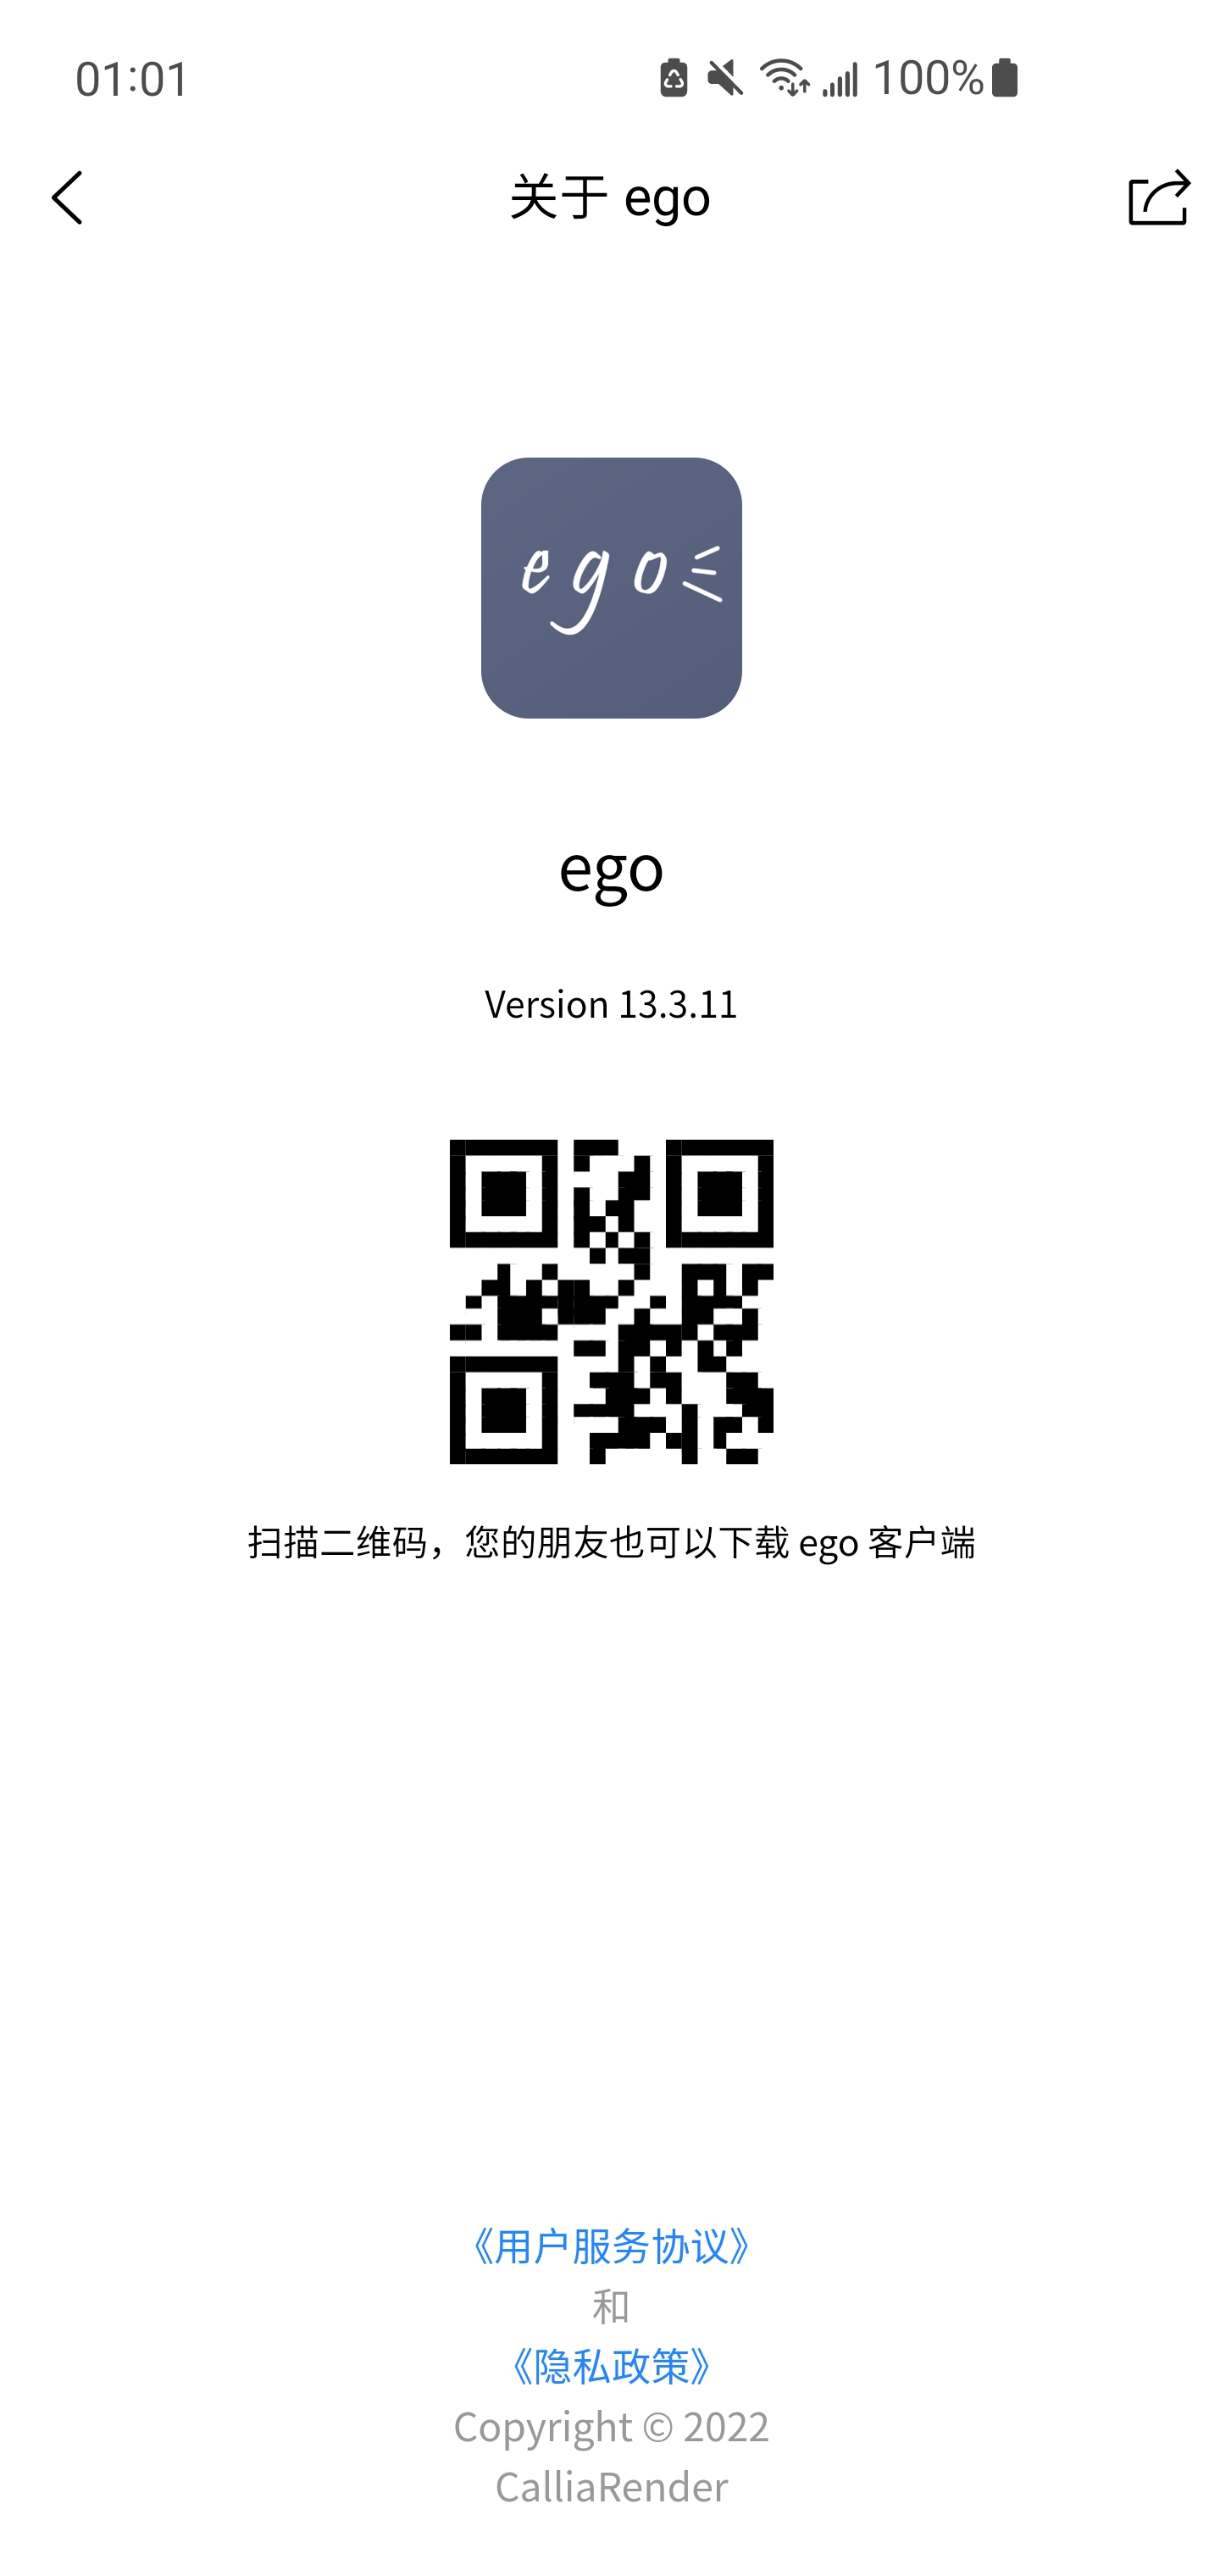 01:01
100%
关于 ego
ego
ego
Version 13.3.11
扫描二维码，您的朋友也可以下载 ego 客户端
《用户服务协议》
和
《隐私政策》
Copyright © 2022
CalliaRender